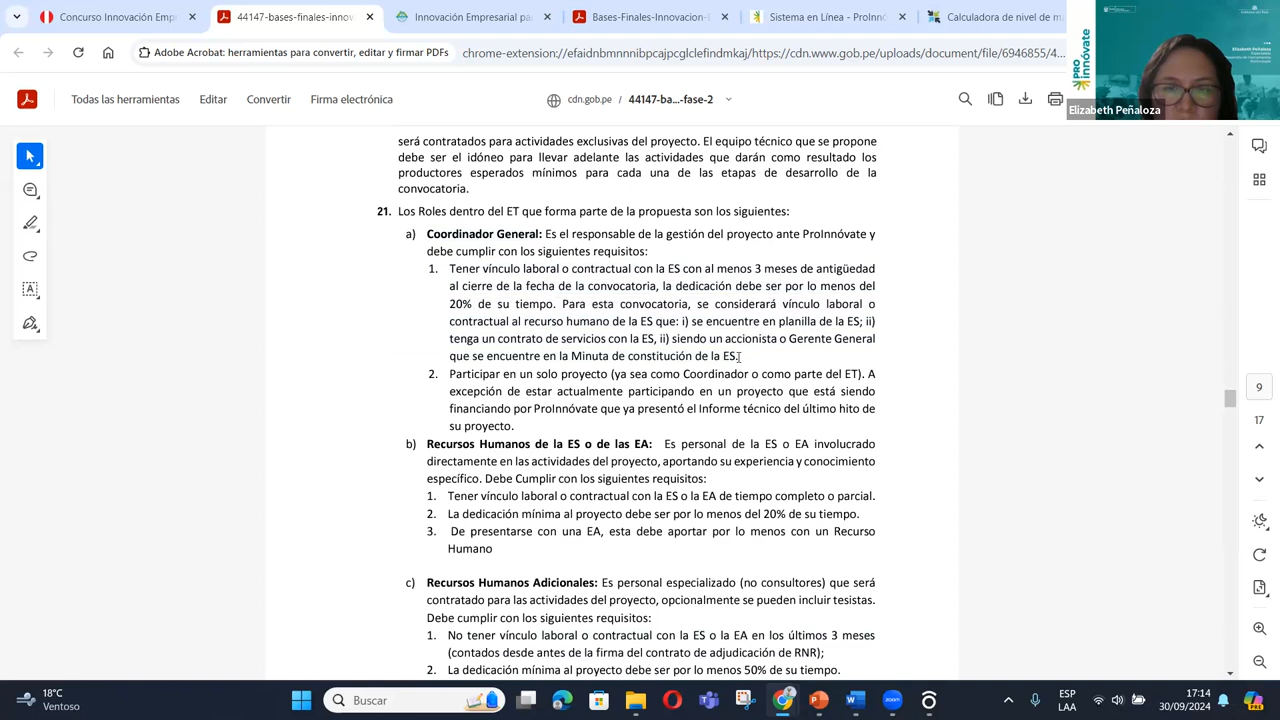 Concurso Innovación Emp
44147-bases-finales-innov
Innovación Empresarial pa
Bases-Finales-Innovación-
Sistema en Línea - ProInno
Calculadora de nivel de ma
Adobe Acrobat: herramientas para convertir, editar y firmar PDFs
chrome-extension://efaidnbmnnnibpcajpcglclefindmkaj/https://cdn.www.gob.pe/uploads/document/file/6946855/4...
Todas las herramientas
Editar
Convertir
Firma electrónica
cdn.gob.pe / 44147-ba...-fase-2
PRO innóvate
Elizabeth Peñaloza
Elizabeth Peñaloza
será contratados para actividades exclusivas del proyecto. El equipo técnico que se propone
debe ser el idóneo para llevar adelante las actividades que darán como resultado los
productores esperados mínimos para cada una de las etapas de desarrollo de la
convocatoria.
21. Los Roles dentro del ET que forma parte de la propuesta son los siguientes:
a) Coordinador General: Es el responsable de la gestión del proyecto ante ProInnóvate y
debe cumplir con los siguientes requisitos:
1. Tener vínculo laboral o contractual con la ES con al menos 3 meses de antigüedad
al cierre de la fecha de la convocatoria, la dedicación debe ser por lo menos del
20% de su tiempo. Para esta convocatoria, se considerará vínculo laboral o
contractual al recurso humano de la ES que: i) se encuentre en planilla de la ES; ii)
tenga un contrato de servicios con la ES, ii) siendo un accionista o Gerente General
que se encuentre en la Minuta de constitución de la ES.
2. Participar en un solo proyecto (ya sea como Coordinador o como parte del ET). A
excepción de estar actualmente participando en un proyecto que está siendo
financiando por ProInnóvate que ya presentó el Informe técnico del último hito de
su proyecto.
b) Recursos Humanos de la ES o de las EA: Es personal de la ES o EA involucrado
directamente en las actividades del proyecto, aportando su experiencia y conocimiento
específico. Debe Cumplir con los siguientes requisitos:
1. Tener vínculo laboral o contractual con la ES o la EA de tiempo completo o parcial.
2. La dedicación mínima al proyecto debe ser por lo menos del 20% de su tiempo.
3. De presentarse con una EA, esta debe aportar por lo menos con un Recurso
Humano
c) Recursos Humanos Adicionales: Es personal especializado (no consultores) que será
contratado para las actividades del proyecto, opcionalmente se pueden incluir tesistas.
Debe cumplir con los siguientes requisitos:
1. No tener vínculo laboral o contractual con la ES o la EA en los últimos 3 meses
(contados desde antes de la firma del contrato de adjudicación de RNR);
2. La dedicación mínima al proyecto debe ser por lo menos 50% de su tiempo.
9
17
18°C
Ventoso
Buscar
ESP
LAA
17:14
30/09/2024